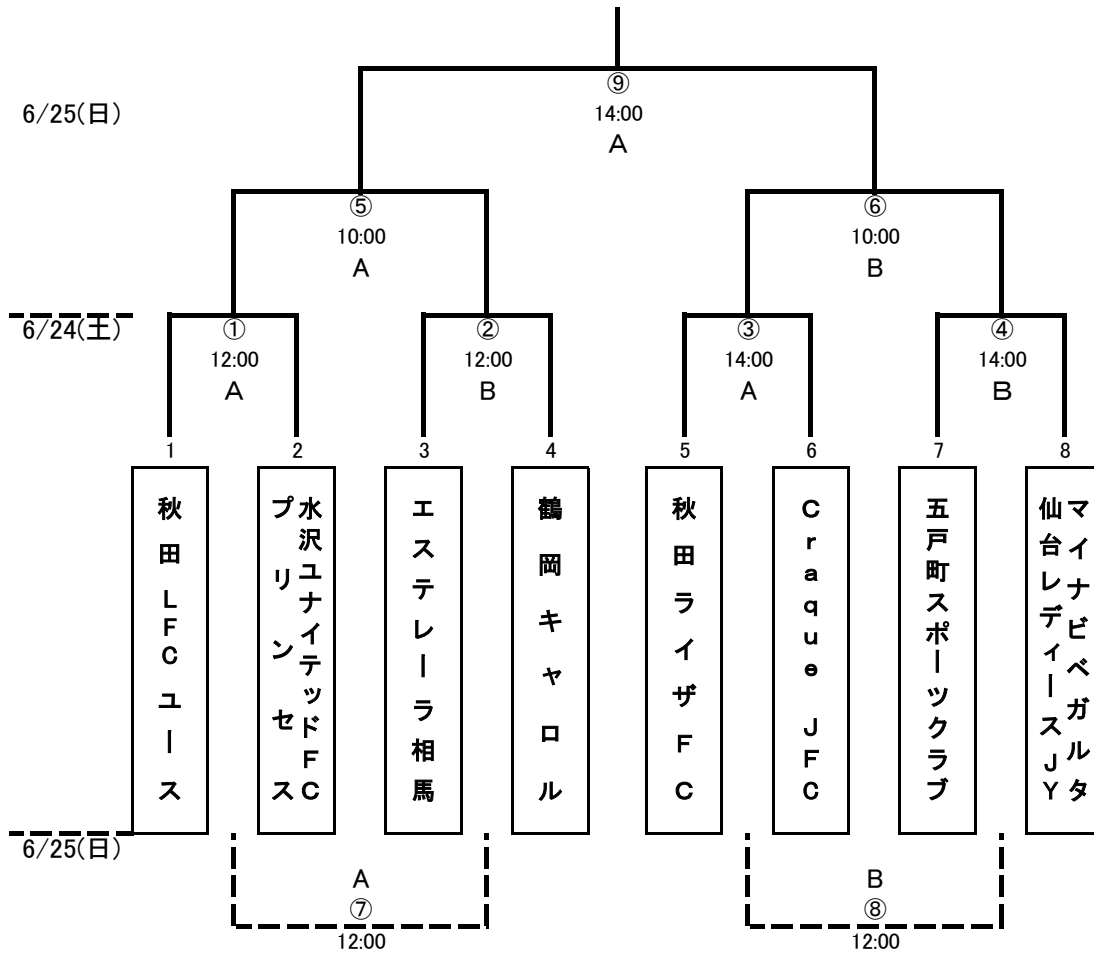 ⑨
6/25(日)
14:00
A
⑤ ⑥
10:00 10:00
A B
6/24(土) ① ② ③ ④
12:00 12:00 14:00 14:00
A B A B
1 2 3 4 5 6 7 8
秋田LFCユース
水沢ユナイテッドFC
プリンセス
エステレーラ相馬
鶴岡キャロル
秋田ライザFC
Craque JFC
五戸町スポーツクラブ
マイナビベガルタ
仙台レディースJY
6/25(日)
A B
⑦ ⑧
12:00 12:00